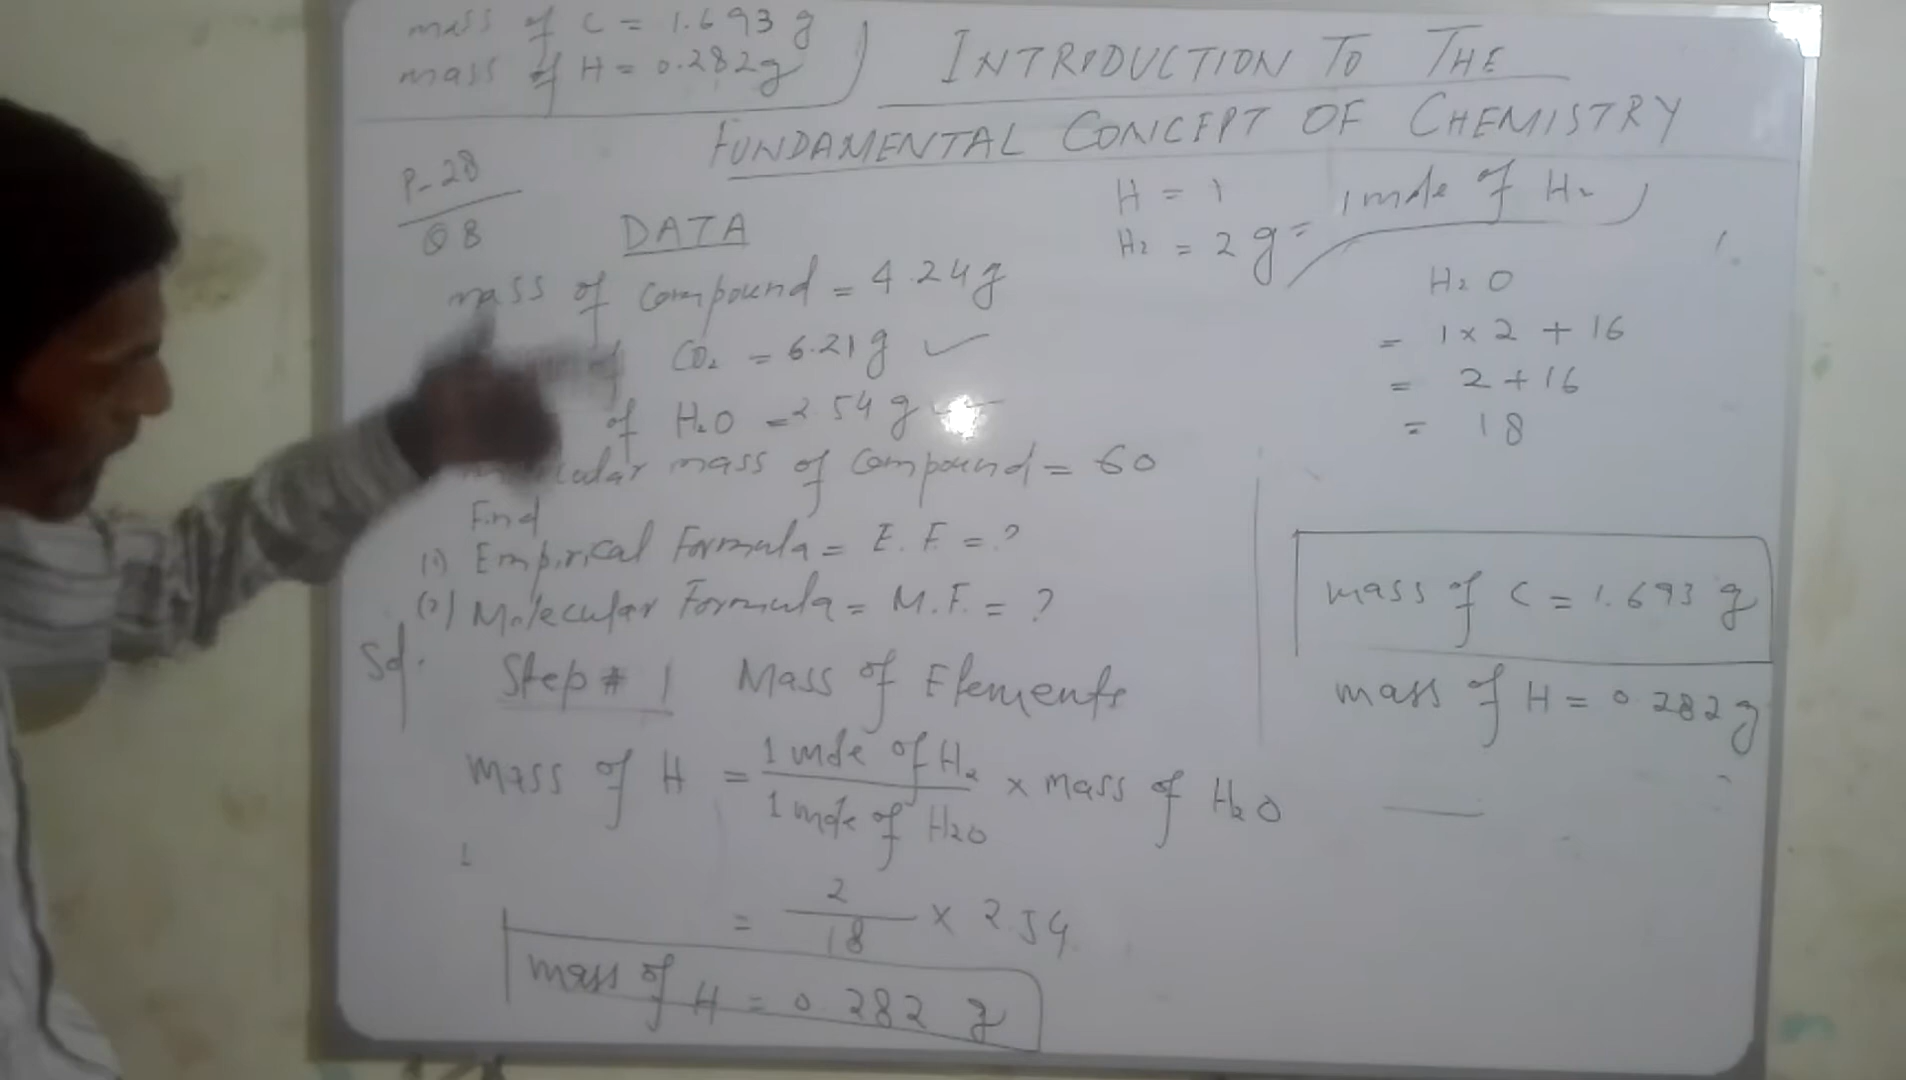 mass of C = 1.693 g
mass of H = 0.282g
INTRODUCTION TO THE
FUNDAMENTAL CONCEPT OF CHEMISTRY
P-28
Q8
DATA
mass of compound = 4.24g
of CO₂ = 6.21g ✓
of H₂O = 2.54 g
mass of compound = 60
Find
(1) Empirical Formula = E.F. = ?
(2) Molecular Formula = M.F. = ?
Sol.
Step # 1 Mass of Elements
mass of H = 1 mole of H₂ / 1 mole of H₂O × mass of H₂O
= 2/18 × 2.54
mass of H = 0.282 g
H = 1
H₂ = 2g = 1 mole of H₂
H₂O
= 1×2 + 16
= 2+16
= 18
mass of C = 1.693 g
mass of H = 0.282g